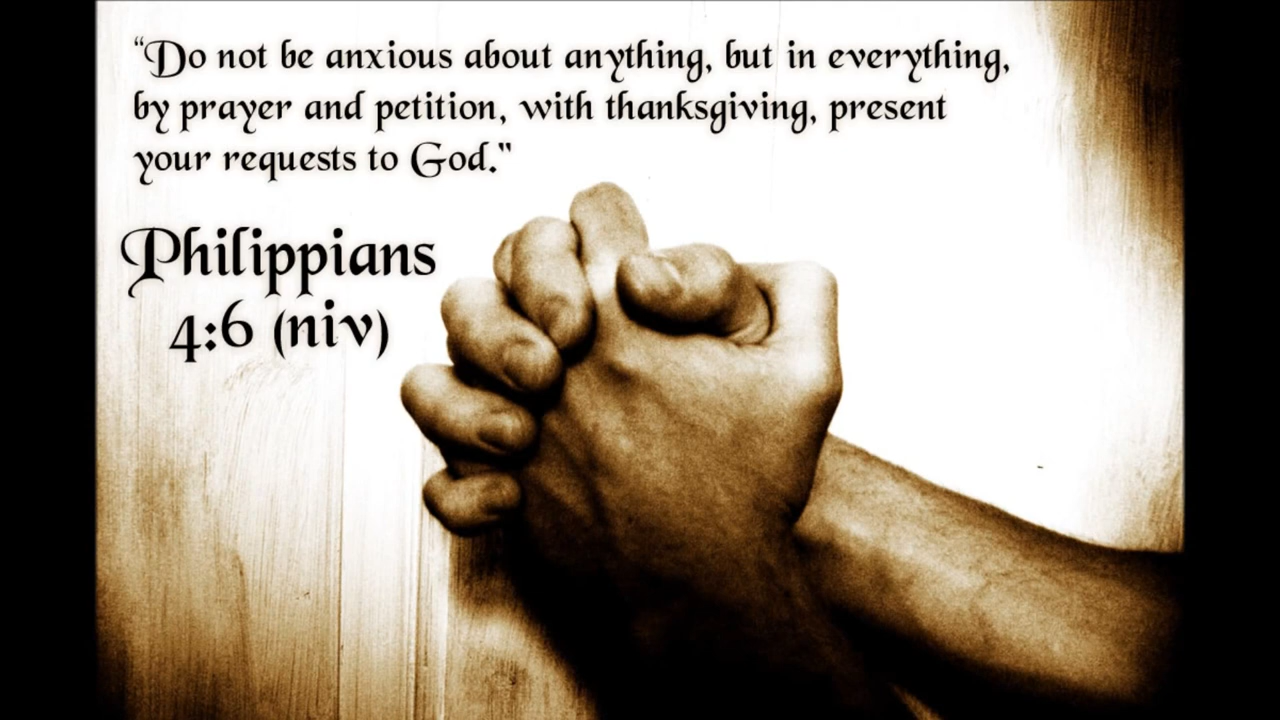 “Do not be anxious about anything, but in everything,
by prayer and petition, with thanksgiving, present
your requests to God."
Philippians
4:6 (niv)